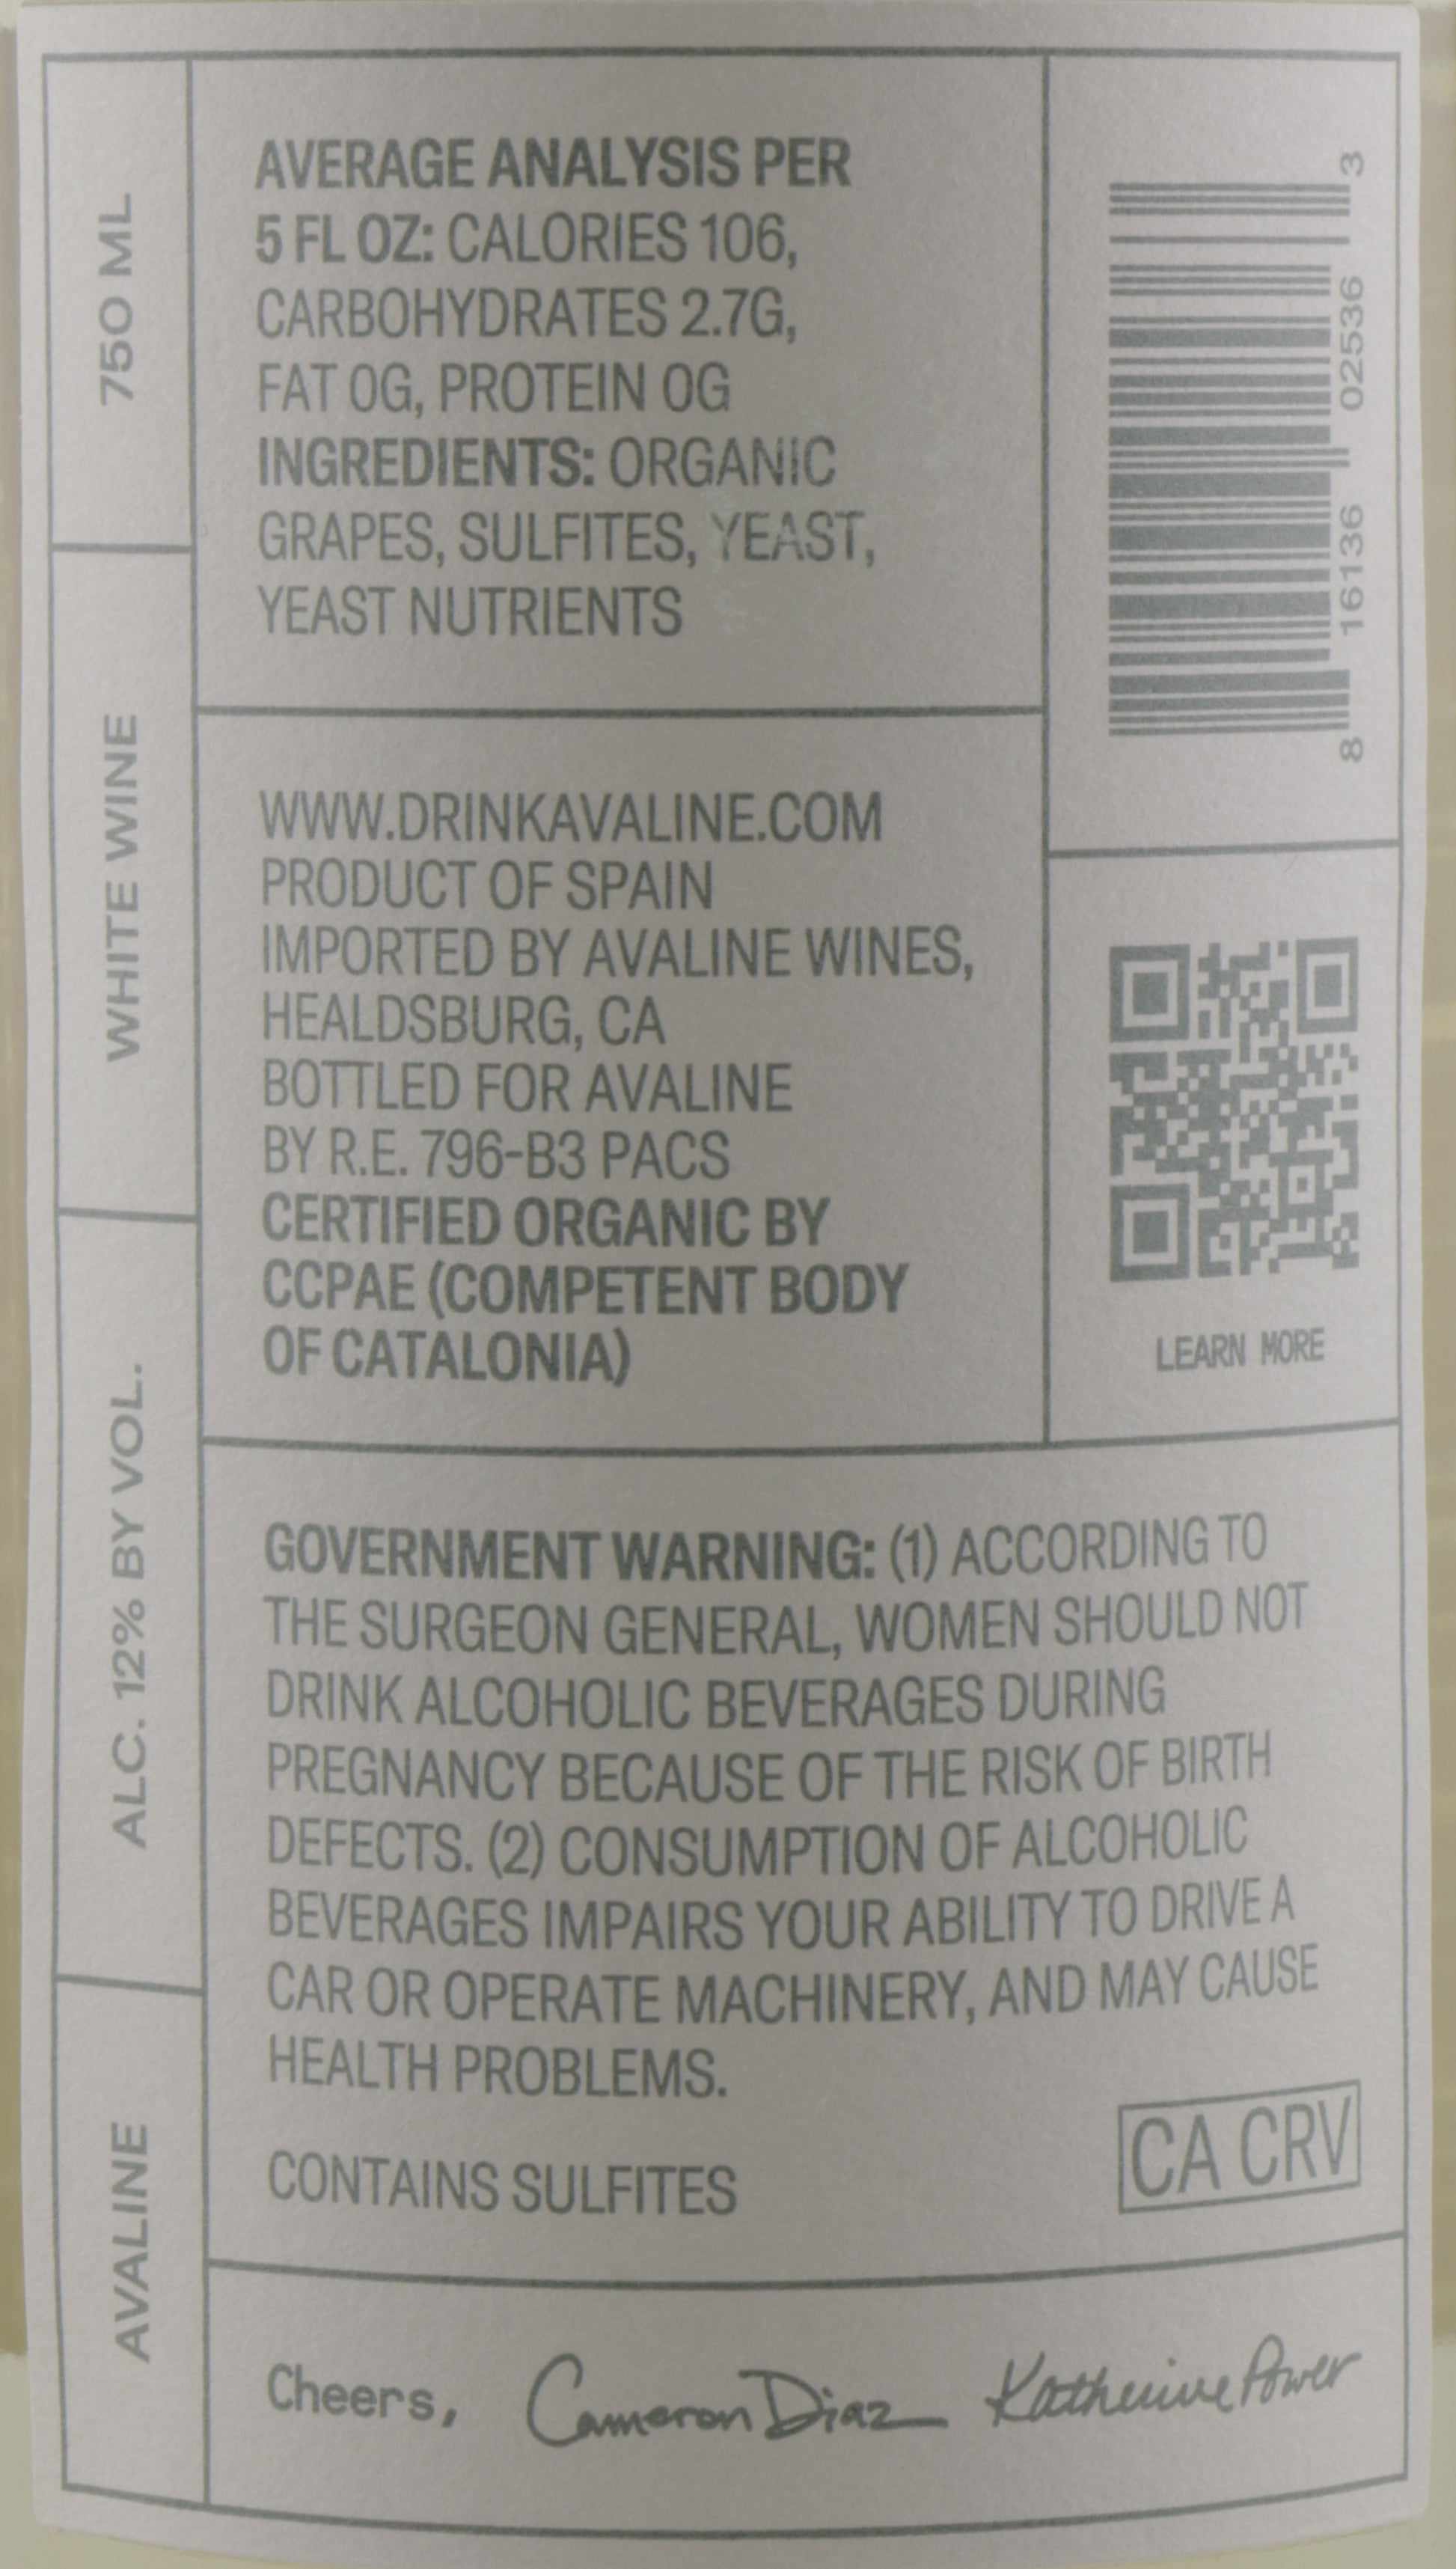 750 ML
WHITE WINE
ALC. 12% BY VOL.
AVALINE
AVERAGE ANALYSIS PER
5 FL OZ: CALORIES 106,
CARBOHYDRATES 2.7G,
FAT 0G, PROTEIN 0G
INGREDIENTS: ORGANIC
GRAPES, SULFITES, YEAST,
YEAST NUTRIENTS
8 16136 02536 3
WWW.DRINKAVALINE.COM
PRODUCT OF SPAIN
IMPORTED BY AVALINE WINES,
HEALDSBURG, CA
BOTTLED FOR AVALINE
BY R.E. 796-B3 PACS
CERTIFIED ORGANIC BY
CCPAE (COMPETENT BODY
OF CATALONIA)
LEARN MORE
GOVERNMENT WARNING: (1) ACCORDING TO
THE SURGEON GENERAL, WOMEN SHOULD NOT
DRINK ALCOHOLIC BEVERAGES DURING
PREGNANCY BECAUSE OF THE RISK OF BIRTH
DEFECTS. (2) CONSUMPTION OF ALCOHOLIC
BEVERAGES IMPAIRS YOUR ABILITY TO DRIVE A
CAR OR OPERATE MACHINERY, AND MAY CAUSE
HEALTH PROBLEMS.
CONTAINS SULFITES
CA CRV
Cheers, Cameron Diaz Katherine Power